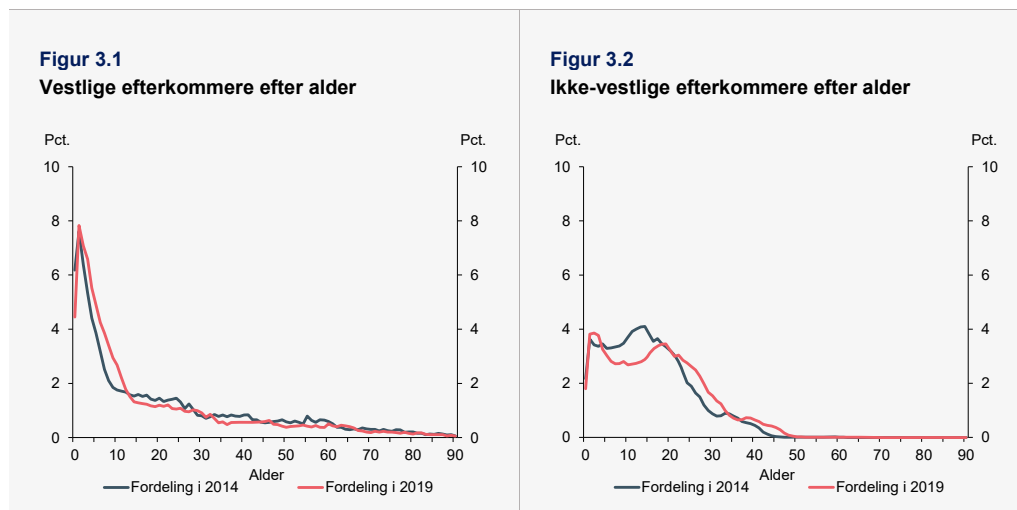 Figur 3.1
Vestlige efterkommere efter alder
Pct. Pct.
10 10
8 8
6 6
4 4
2 2
0 0
0 10 20 30 40 50 60 70 80 90
Alder
Fordeling i 2014 Fordeling i 2019
Figur 3.2
Ikke-vestlige efterkommere efter alder
Pct. Pct.
10 10
8 8
6 6
4 4
2 2
0 0
0 10 20 30 40 50 60 70 80 90
Alder
Fordeling i 2014 Fordeling i 2019